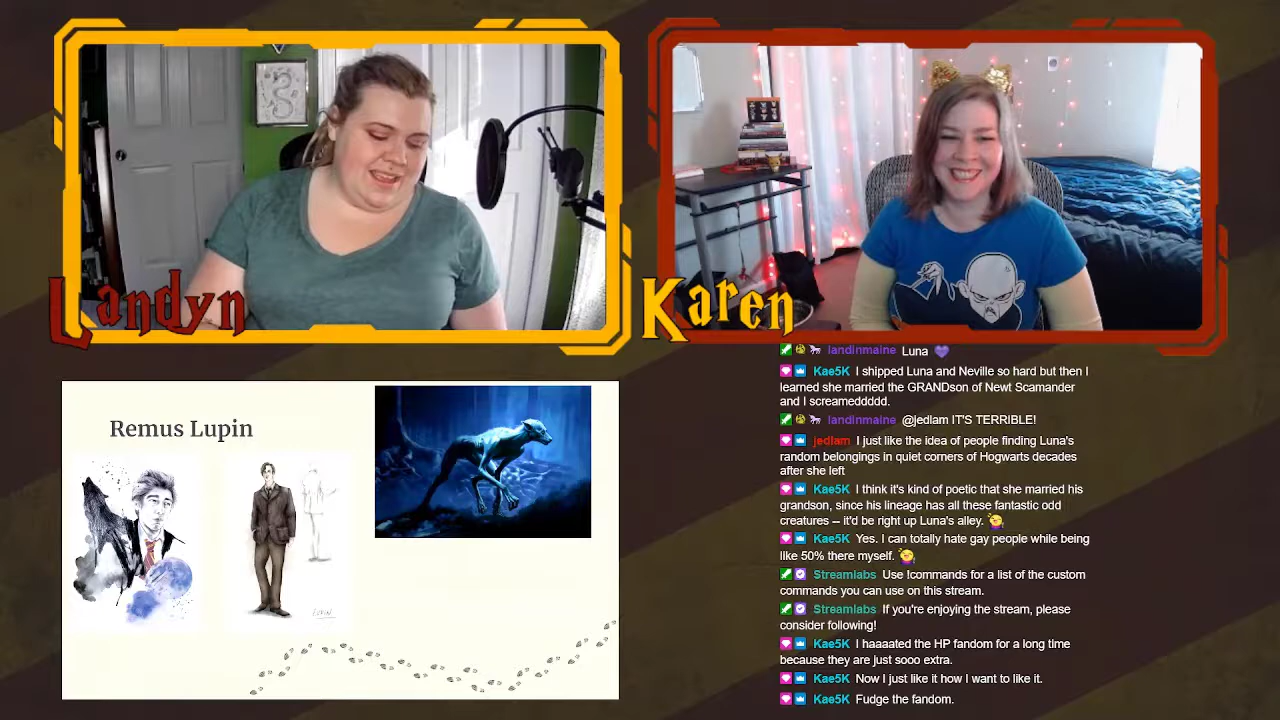 Landyn
Karen
Remus Lupin
LUPIN
landinmaine Luna
Kae5K I shipped Luna and Neville so hard but then I
learned she married the GRANDson of Newt Scamander
and I screameddddd.
landinmaine @jedlam IT'S TERRIBLE!
jedlam I just like the idea of people finding Luna's
random belongings in quiet corners of Hogwarts decades
after she left
Kae5K I think it's kind of poetic that she married his
grandson, since his lineage has all these fantastic odd
creatures -- it'd be right up Luna's alley.
Kae5K Yes. I can totally hate gay people while being
like 50% there myself.
Streamlabs Use !commands for a list of the custom
commands you can use on this stream.
Streamlabs If you're enjoying the stream, please
consider following!
Kae5K I haaaated the HP fandom for a long time
because they are just sooo extra.
Kae5K Now I just like it how I want to like it.
Kae5K Fudge the fandom.